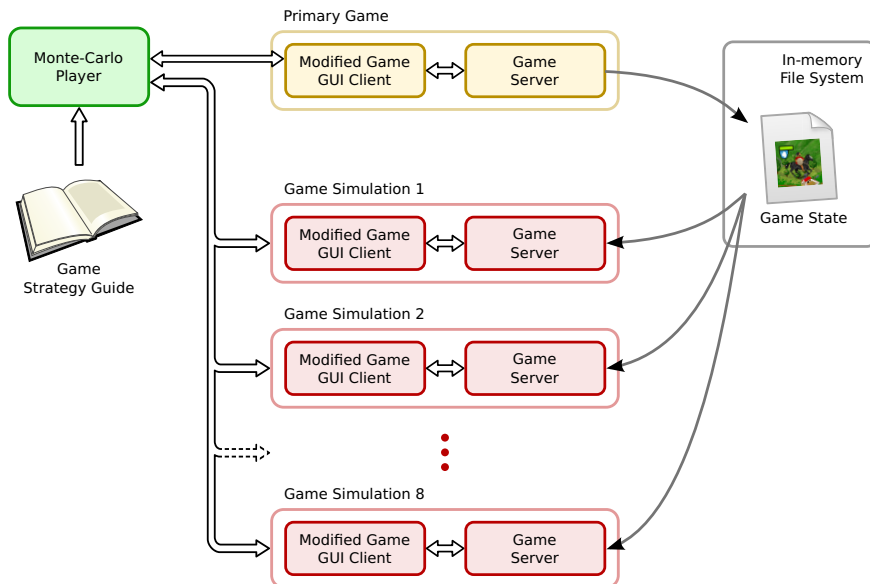 Primary Game
Monte-Carlo
Player
Modified Game
GUI Client
Game
Server
In-memory
File System
Game State
Game
Strategy Guide
Game Simulation 1
Modified Game
GUI Client
Game
Server
Game Simulation 2
Modified Game
GUI Client
Game
Server
Game Simulation 8
Modified Game
GUI Client
Game
Server